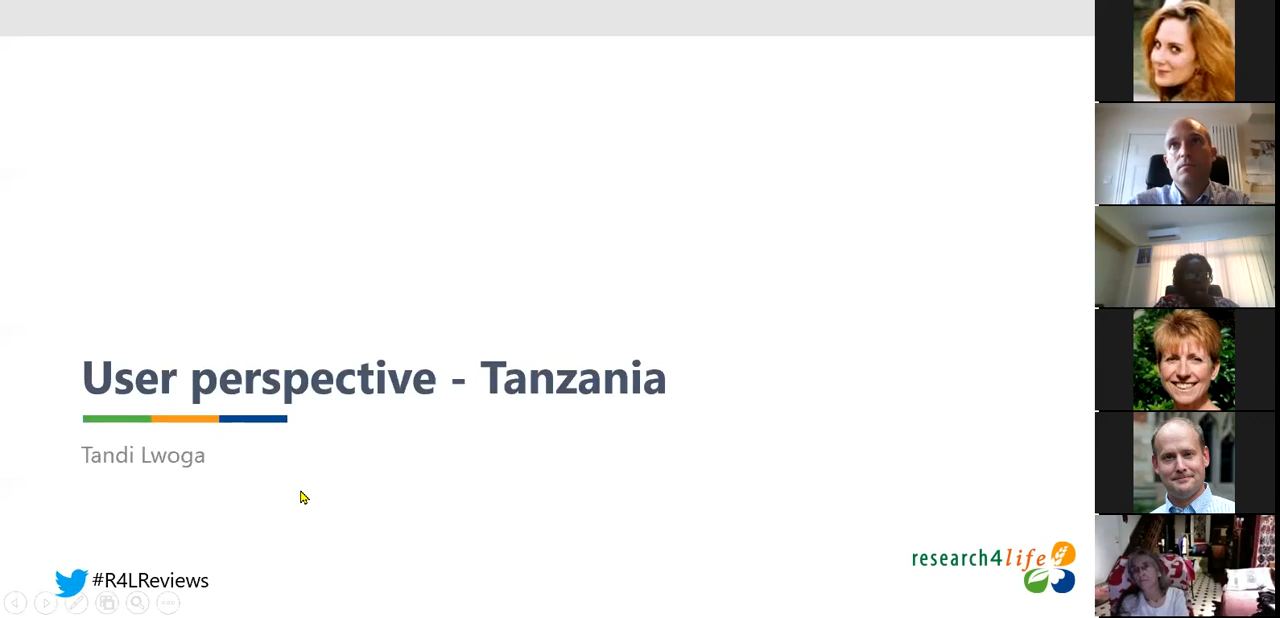 User perspective - Tanzania
Tandi Lwoga
#R4LReviews
research4life